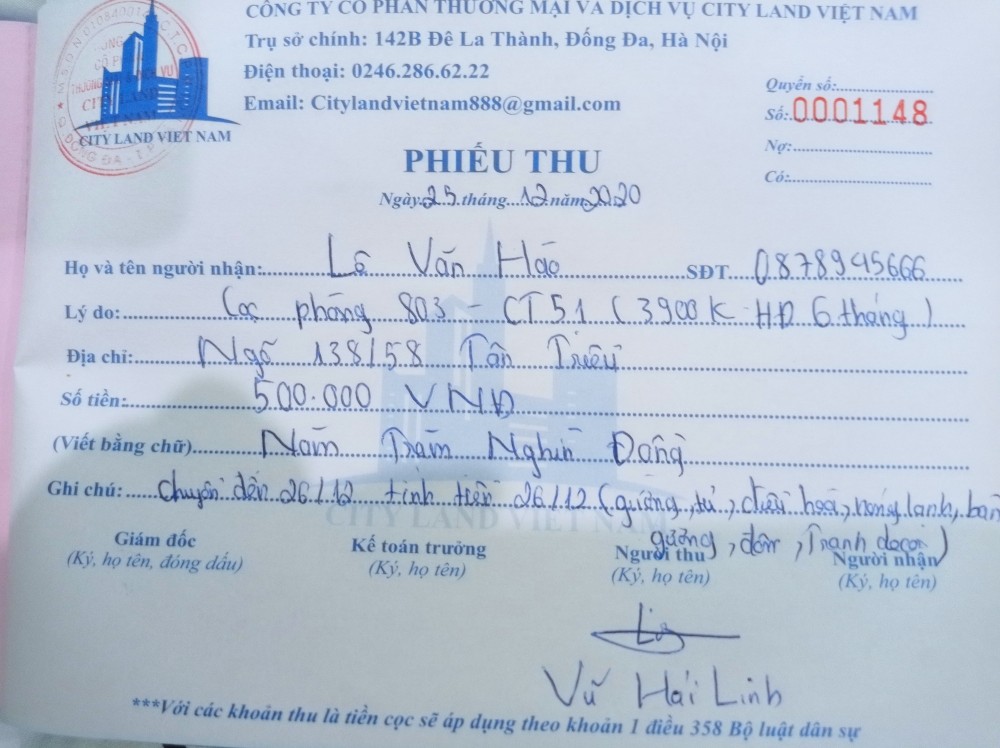 CÔNG TY CỔ PHẦN THƯƠNG MẠI VÀ DỊCH VỤ CITY LAND VIỆT NAM
Trụ sở chính: 142B Đê La Thành, Đống Đa, Hà Nội
Điện thoại: 0246.286.62.22
Email: Citylandvietnam888@gmail.com
CITY LAND VIET NAM
Quyển số:
Số: 0001148
Nợ:
Có:
PHIẾU THU
Ngày 25 tháng 12 năm 2020
Họ và tên người nhận: Lê Văn Hảo SĐT 0878945666
Lý do: Cọc phòng 803 - CT51 (3900K - HĐ 6 tháng)
Địa chỉ: Ngõ 138/58 Tân Triều
Số tiền: 500.000 VNĐ
(Viết bằng chữ) Năm Trăm Nghìn Đồng
Ghi chú: Chuyển đến 26/12 tính tiền 26/12 (giường, tủ, điều hoà, nóng lạnh, bàn
gương, đôn, Tranh decor)
CITY LAND VIET NAM
Giám đốc
(Ký, họ tên, đóng dấu)
Kế toán trưởng
(Ký, họ tên)
Người thu
(Ký, họ tên)
Người nhận
(Ký, họ tên)
Vũ Hải Linh
***Với các khoản thu là tiền cọc sẽ áp dụng theo khoản 1 điều 358 Bộ luật dân sự